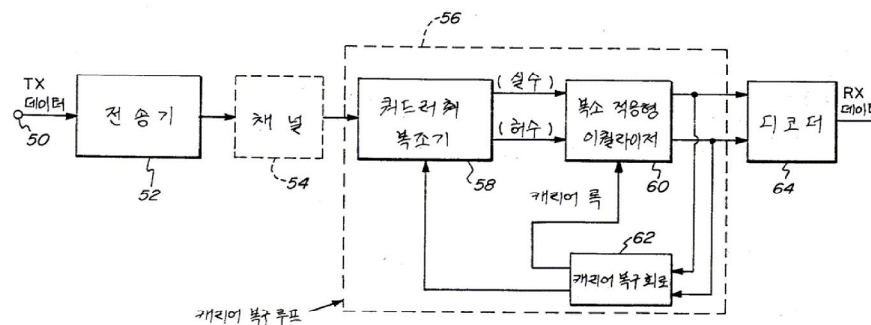 56
TX
데이터
50
전송기
52
채널
54
쿼드러춰
복조기
58
(실수)
(허수)
복소 적응형
이퀄라이저
60
캐리어 록
62
캐리어 복구회로
디코더
64
RX
데이터
캐리어 복구루프